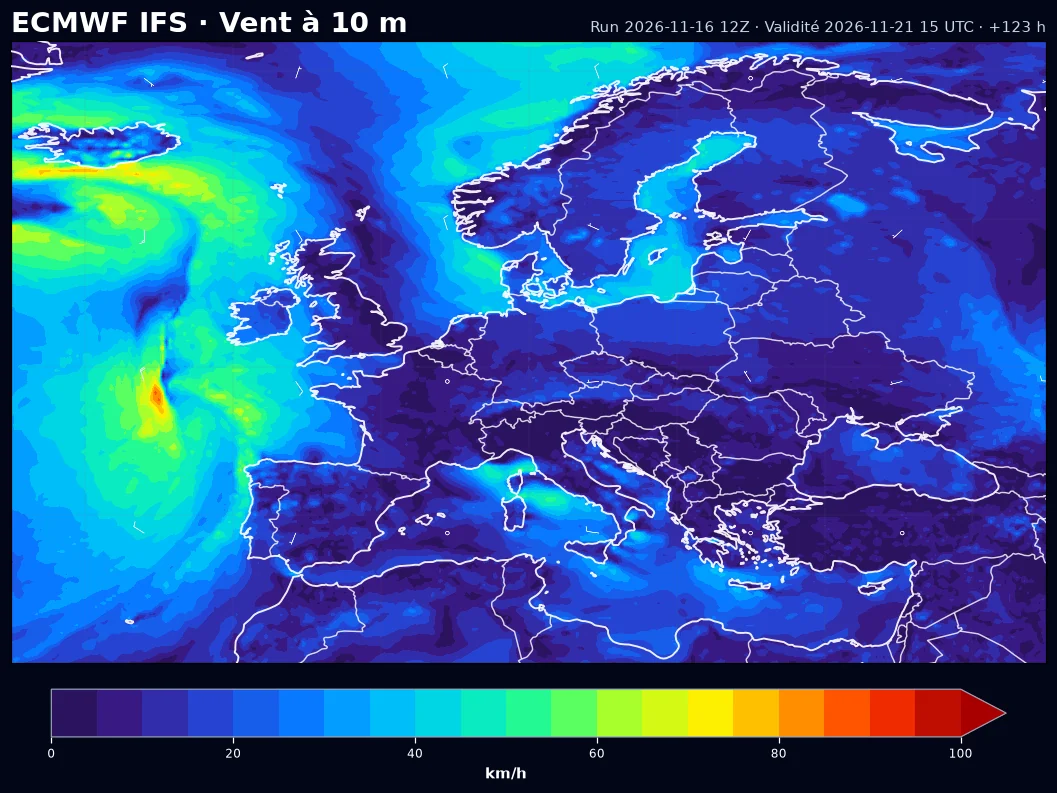 ECMWF IFS · Vent à 10 m
Run 2026-11-16 12Z · Validité 2026-11-21 15 UTC · +123 h
0 20 40 60 80 100
km/h